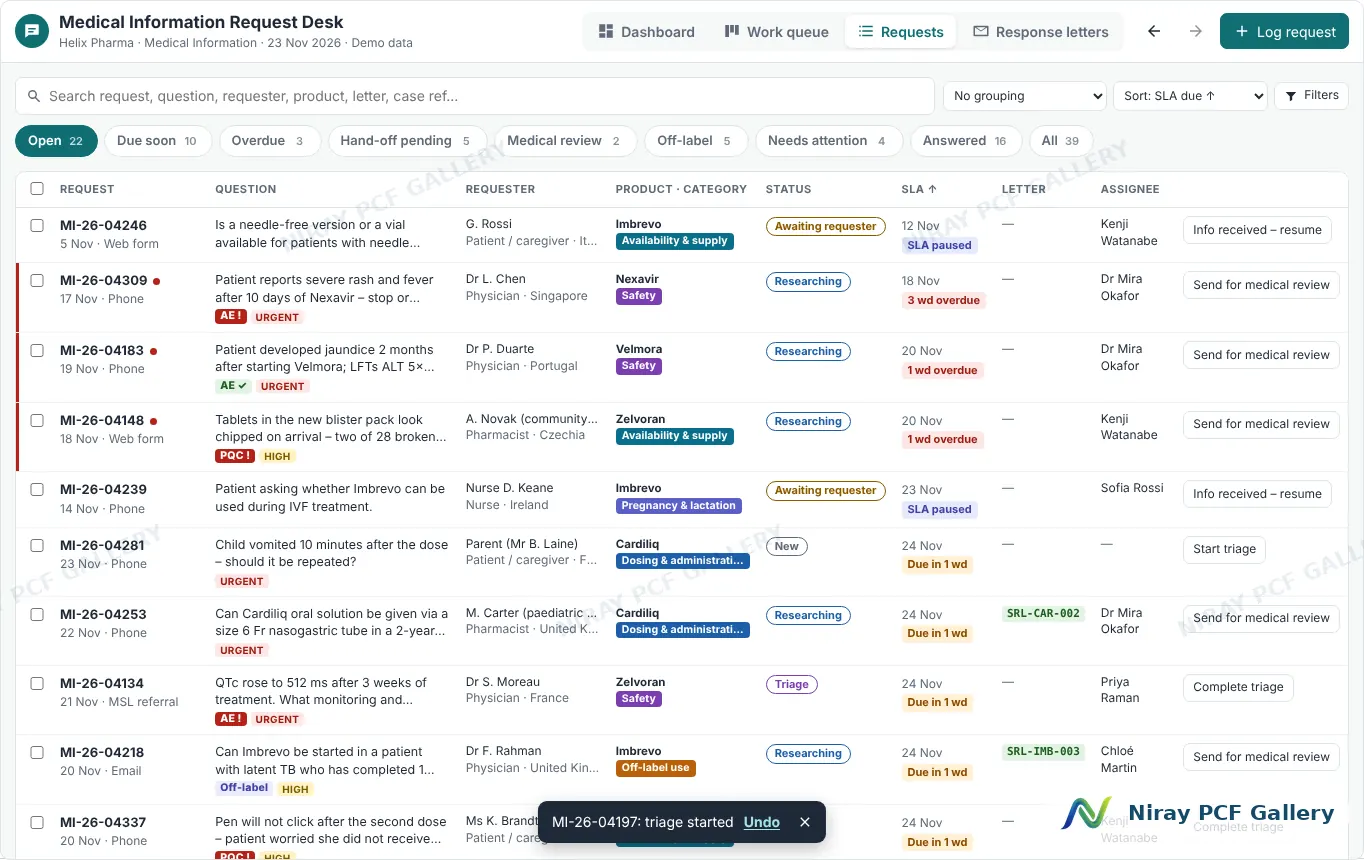 Medical Information Request Desk
Helix Pharma · Medical Information · 23 Nov 2026 · Demo data
Dashboard
Work queue
Requests
Response letters
Log request
Search request, question, requester, product, letter, case ref...
No grouping
Sort: SLA due ↑
Filters
Open 22
Due soon 10
Overdue 3
Hand-off pending 5
Medical review 2
Off-label 5
Needs attention 4
Answered 16
All 39
REQUEST QUESTION REQUESTER PRODUCT · CATEGORY STATUS SLA ↑ LETTER ASSIGNEE
MI-26-04246
5 Nov · Web form
Is a needle-free version or a vial
available for patients with needle...
G. Rossi
Patient / caregiver · It...
Imbrevo
Availability & supply
Awaiting requester
12 Nov
SLA paused
—
Kenji
Watanabe
Info received – resume
MI-26-04309
17 Nov · Phone
Patient reports severe rash and fever
after 10 days of Nexavir – stop or...
AE ! URGENT
Dr L. Chen
Physician · Singapore
Nexavir
Safety
Researching
18 Nov
3 wd overdue
—
Dr Mira
Okafor
Send for medical review
MI-26-04183
19 Nov · Phone
Patient developed jaundice 2 months
after starting Velmora; LFTs ALT 5×...
AE ✓ URGENT
Dr P. Duarte
Physician · Portugal
Velmora
Safety
Researching
20 Nov
1 wd overdue
—
Dr Mira
Okafor
Send for medical review
MI-26-04148
18 Nov · Web form
Tablets in the new blister pack look
chipped on arrival – two of 28 broken...
PQC ! HIGH
A. Novak (community...
Pharmacist · Czechia
Zelvoran
Availability & supply
Researching
20 Nov
1 wd overdue
—
Kenji
Watanabe
Send for medical review
MI-26-04239
14 Nov · Phone
Patient asking whether Imbrevo can be
used during IVF treatment.
Nurse D. Keane
Nurse · Ireland
Imbrevo
Pregnancy & lactation
Awaiting requester
23 Nov
SLA paused
—
Sofia Rossi
Info received – resume
MI-26-04281
23 Nov · Phone
Child vomited 10 minutes after the dose
– should it be repeated?
URGENT
Parent (Mr B. Laine)
Patient / caregiver · F...
Cardiliq
Dosing & administrati...
New
24 Nov
Due in 1 wd
—
—
Start triage
MI-26-04253
22 Nov · Phone
Can Cardiliq oral solution be given via a
size 6 Fr nasogastric tube in a 2-year...
URGENT
M. Carter (paediatric ...
Pharmacist · United K...
Cardiliq
Dosing & administrati...
Researching
24 Nov
Due in 1 wd
SRL-CAR-002
Dr Mira
Okafor
Send for medical review
MI-26-04134
21 Nov · MSL referral
QTc rose to 512 ms after 3 weeks of
treatment. What monitoring and...
AE ! URGENT
Dr S. Moreau
Physician · France
Zelvoran
Safety
Triage
24 Nov
Due in 1 wd
—
Priya
Raman
Complete triage
MI-26-04218
20 Nov · Email
Can Imbrevo be started in a patient
with latent TB who has completed 1...
Off-label HIGH
Dr F. Rahman
Physician · United Kin...
Imbrevo
Off-label use
Researching
24 Nov
Due in 1 wd
SRL-IMB-003
Chloé
Martin
Send for medical review
MI-26-04337
20 Nov · Phone
Pen will not click after the second dose
– patient worried she did not receive...
PQC ! HIGH
Ms K. Brandt
Patient / careg
24 Nov
Due in 1 wd
—
Kenji
Watanabe
Complete triage
MI-26-04197: triage started Undo
Niray PCF Gallery
NIRAY PCF GALLERY